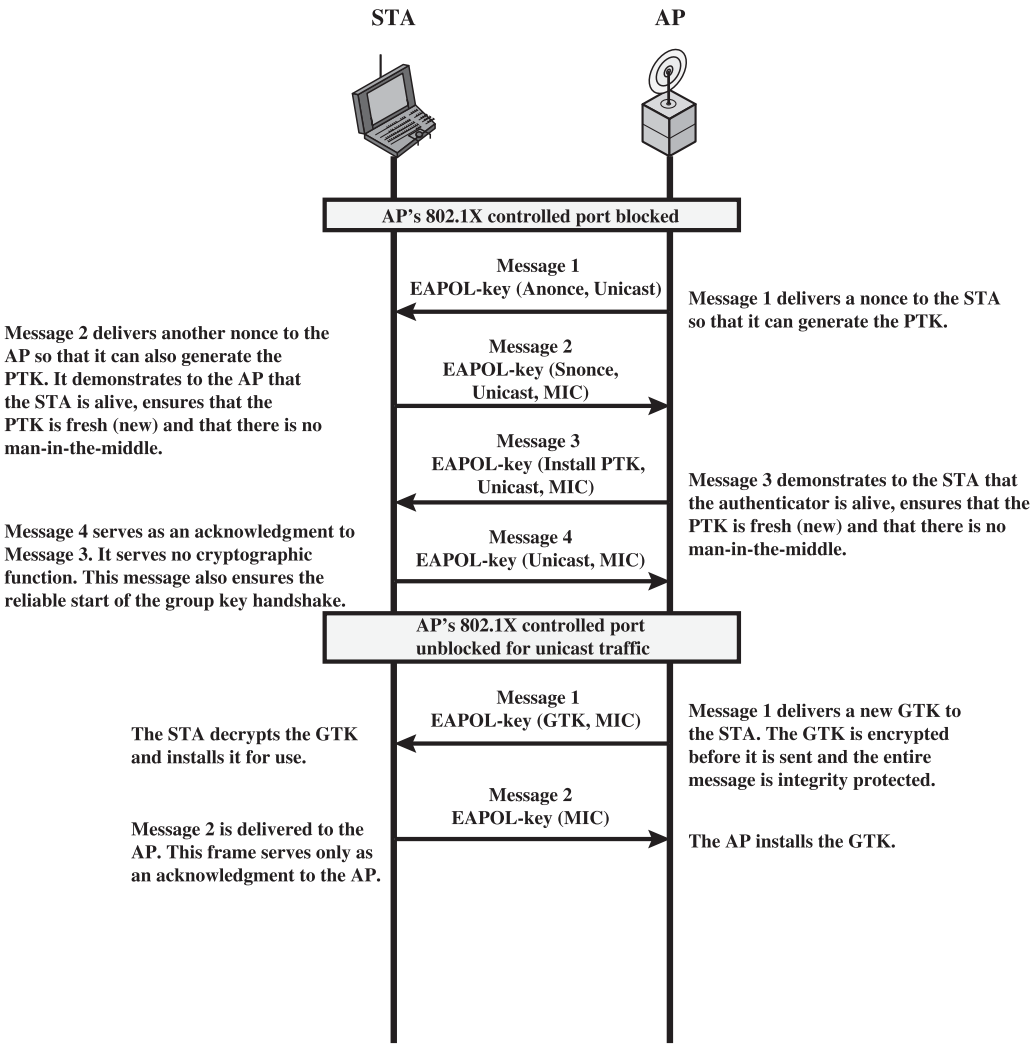 STA
AP
AP's 802.1X controlled port blocked
Message 1
EAPOL-key (Anonce, Unicast)
Message 1 delivers a nonce to the STA
so that it can generate the PTK.
Message 2 delivers another nonce to the
AP so that it can also generate the
PTK. It demonstrates to the AP that
the STA is alive, ensures that the
PTK is fresh (new) and that there is no
man-in-the-middle.
Message 2
EAPOL-key (Snonce,
Unicast, MIC)
Message 3
EAPOL-key (Install PTK,
Unicast, MIC)
Message 3 demonstrates to the STA that
the authenticator is alive, ensures that the
PTK is fresh (new) and that there is no
man-in-the-middle.
Message 4 serves as an acknowledgment to
Message 3. It serves no cryptographic
function. This message also ensures the
reliable start of the group key handshake.
Message 4
EAPOL-key (Unicast, MIC)
AP's 802.1X controlled port
unblocked for unicast traffic
Message 1
EAPOL-key (GTK, MIC)
Message 1 delivers a new GTK to
the STA. The GTK is encrypted
before it is sent and the entire
message is integrity protected.
The STA decrypts the GTK
and installs it for use.
Message 2
EAPOL-key (MIC)
Message 2 is delivered to the
AP. This frame serves only as
an acknowledgment to the AP.
The AP installs the GTK.